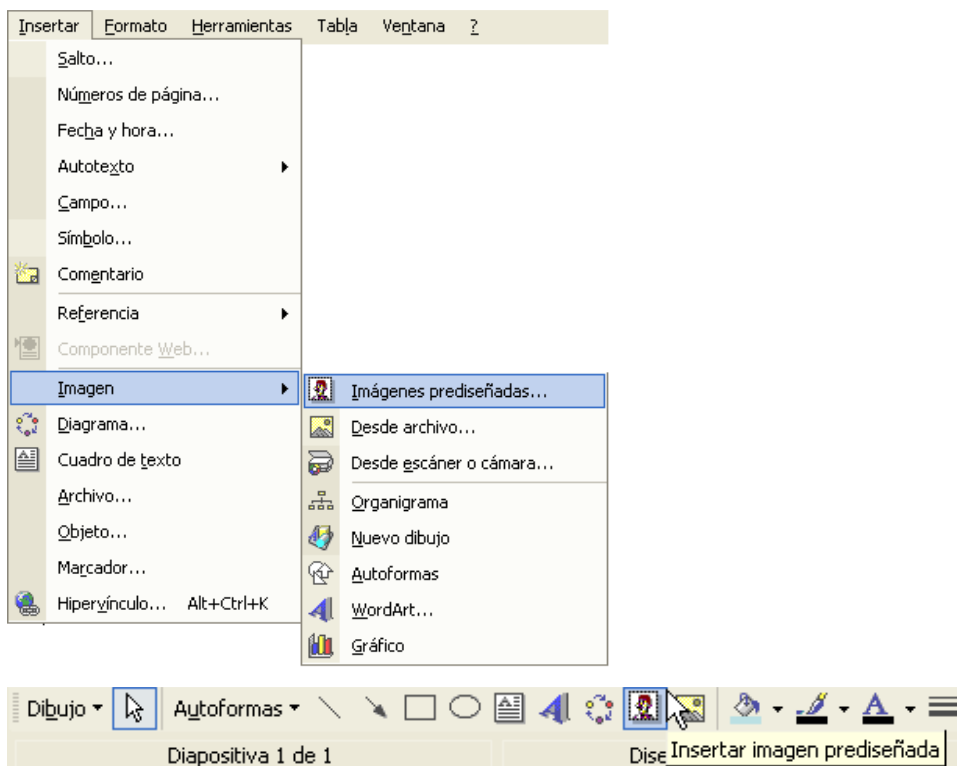 Insertar Formato Herramientas Tabla Ventana ?
Salto...
Números de página...
Fecha y hora...
Autotexto
Campo...
Símbolo...
Comentario
Referencia
Componente Web...
Imagen
Diagrama...
Cuadro de texto
Archivo...
Objeto...
Marcador...
Hipervínculo... Alt+Ctrl+K
Imágenes prediseñadas...
Desde archivo...
Desde escáner o cámara...
Organigrama
Nuevo dibujo
Autoformas
WordArt...
Gráfico
Dibujo Autoformas
Diapositiva 1 de 1 Dise
Insertar imagen prediseñada